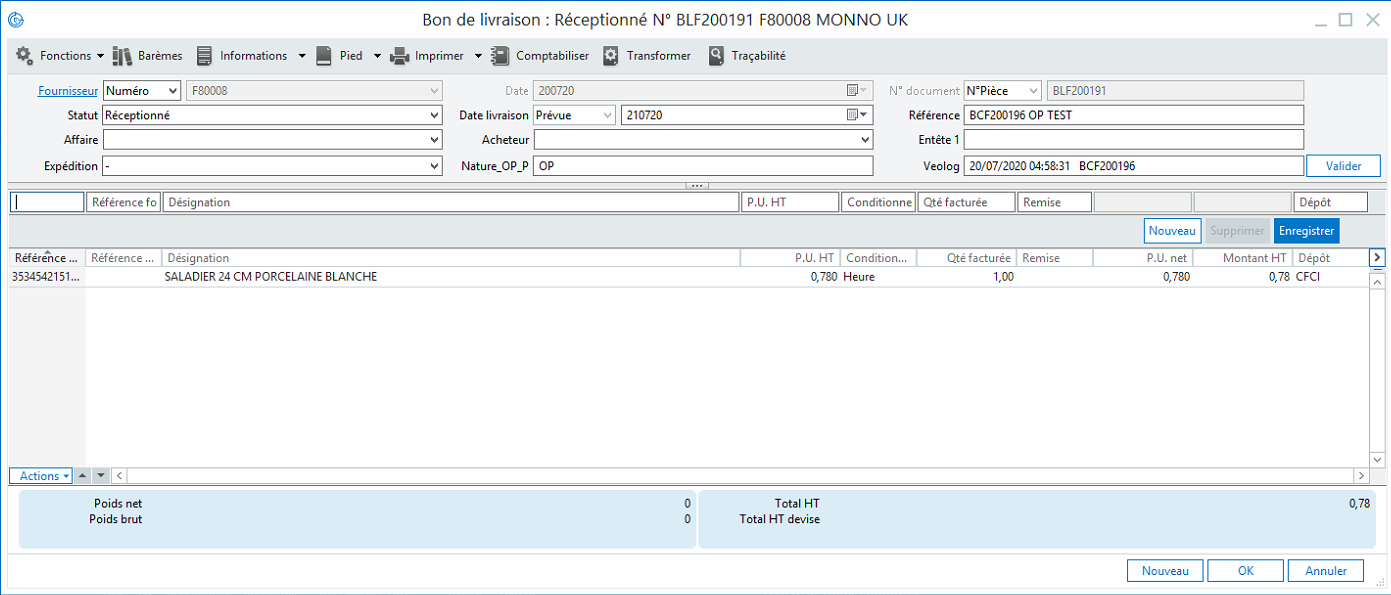 Bon de livraison : Réceptionné N° BLF200191 F80008 MONNO UK
Fonctions Barèmes Informations Pied Imprimer Comptabiliser Transformer Traçabilité
Fournisseur Numéro F80008 Date 200720 N° document N°Pièce BLF200191
Statut Réceptionné Date livraison Prévue 210720 Référence BCF200196 OP TEST
Affaire Acheteur Entête 1
Expédition - Nature_OP_P OP Veolog 20/07/2020 04:58:31 BCF200196 Valider
Référence fo Désignation P.U. HT Conditionne Qté facturée Remise Dépôt
Nouveau Supprimer Enregistrer
Référence ... Référence ... Désignation P.U. HT Condition... Qté facturée Remise P.U. net Montant HT Dépôt
3534542151... SALADIER 24 CM PORCELAINE BLANCHE 0,780 Heure 1,00 0,780 0,78 CFCI
Actions
Poids net 0 Total HT 0,78
Poids brut 0 Total HT devise
Nouveau OK Annuler